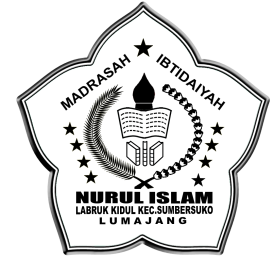 MADRASAH IBTIDAIYAH
NURUL ISLAM
LABRUK KIDUL KEC.SUMBERSUKO
LUMAJANG